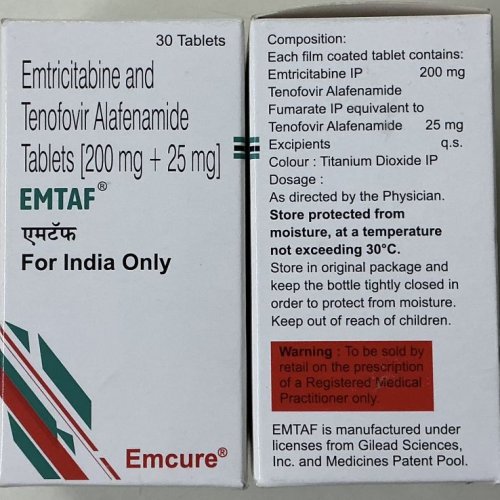 30 Tablets
Emtricitabine and
Tenofovir Alafenamide
Tablets [200 mg + 25 mg]
EMTAF®
एमटॅफ
For India Only
Emcure®
Composition:
Each film coated tablet contains:
Emtricitabine IP 200 mg
Tenofovir Alafenamide
Fumarate IP equivalent to
Tenofovir Alafenamide 25 mg
Excipients q.s.
Colour : Titanium Dioxide IP
Dosage :
As directed by the Physician.
Store protected from
moisture, at a temperature
not exceeding 30°C.
Store in original package and
keep the bottle tightly closed in
order to protect from moisture.
Keep out of reach of children.
Warning : To be sold by
retail on the prescription
of a Registered Medical
Practitioner only.
EMTAF is manufactured under
licenses from Gilead Sciences,
Inc. and Medicines Patent Pool.